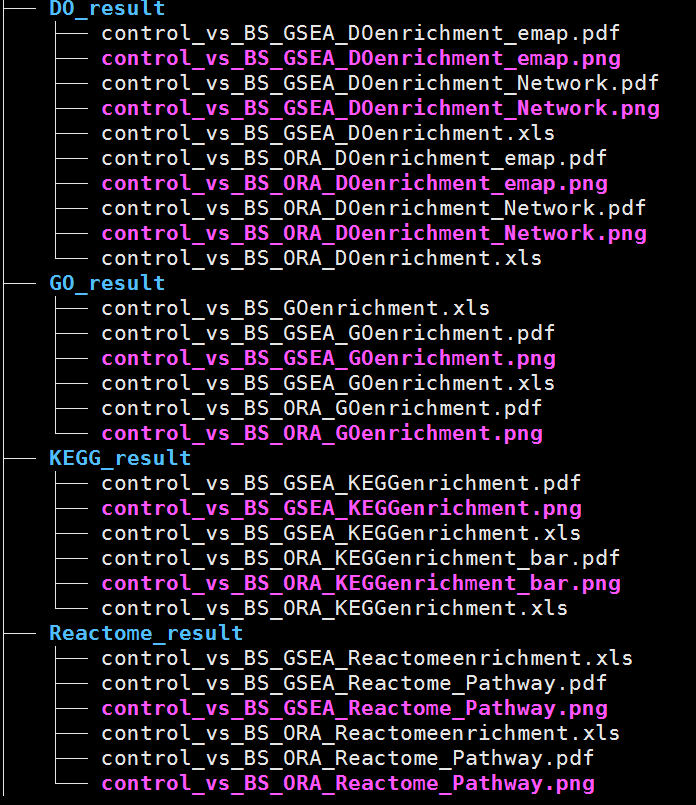 DO_result
control_vs_BS_GSEA_DOenrichment_emap.pdf
control_vs_BS_GSEA_DOenrichment_emap.png
control_vs_BS_GSEA_DOenrichment_Network.pdf
control_vs_BS_GSEA_DOenrichment_Network.png
control_vs_BS_GSEA_DOenrichment.xls
control_vs_BS_ORA_DOenrichment_emap.pdf
control_vs_BS_ORA_DOenrichment_emap.png
control_vs_BS_ORA_DOenrichment_Network.pdf
control_vs_BS_ORA_DOenrichment_Network.png
control_vs_BS_ORA_DOenrichment.xls
GO_result
control_vs_BS_GOenrichment.xls
control_vs_BS_GSEA_GOenrichment.pdf
control_vs_BS_GSEA_GOenrichment.png
control_vs_BS_GSEA_GOenrichment.xls
control_vs_BS_ORA_GOenrichment.pdf
control_vs_BS_ORA_GOenrichment.png
KEGG_result
control_vs_BS_GSEA_KEGGenrichment.pdf
control_vs_BS_GSEA_KEGGenrichment.png
control_vs_BS_GSEA_KEGGenrichment.xls
control_vs_BS_ORA_KEGGenrichment_bar.pdf
control_vs_BS_ORA_KEGGenrichment_bar.png
control_vs_BS_ORA_KEGGenrichment.xls
Reactome_result
control_vs_BS_GSEA_Reactomeenrichment.xls
control_vs_BS_GSEA_Reactome_Pathway.pdf
control_vs_BS_GSEA_Reactome_Pathway.png
control_vs_BS_ORA_Reactomeenrichment.xls
control_vs_BS_ORA_Reactome_Pathway.pdf
control_vs_BS_ORA_Reactome_Pathway.png